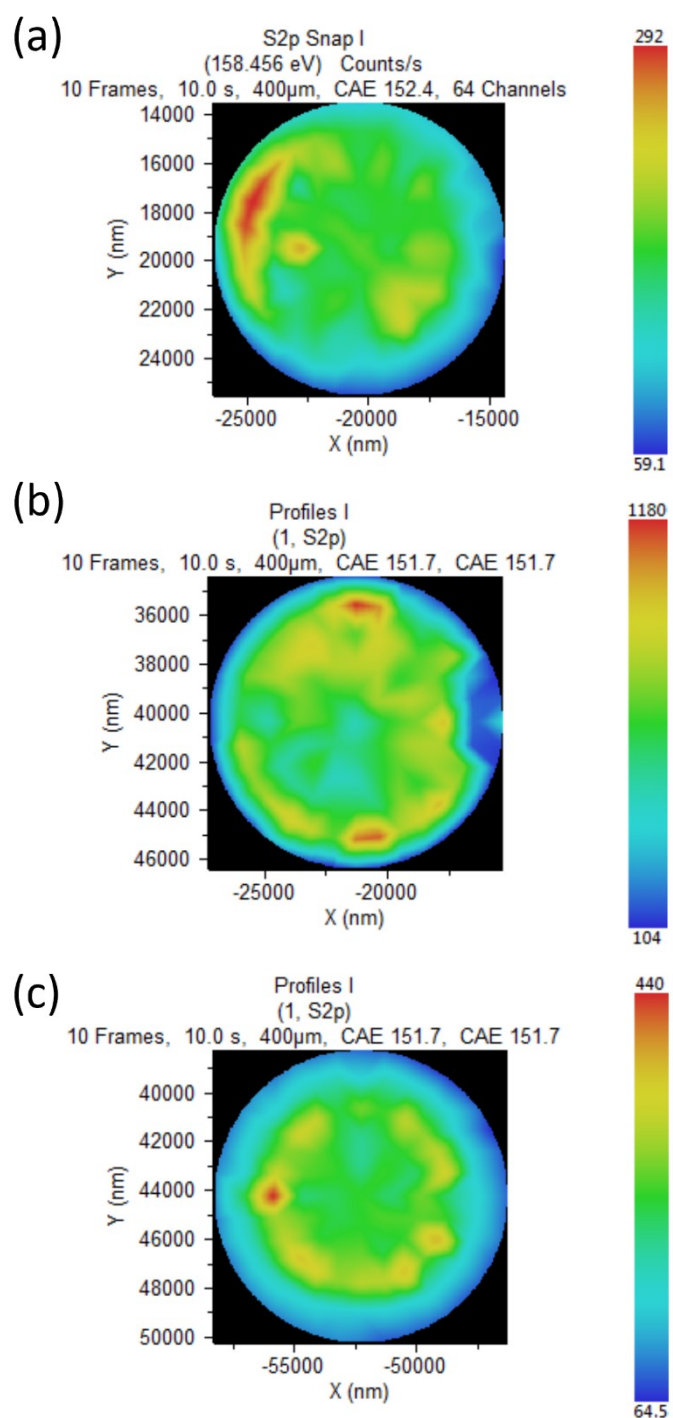 (a)
S2p Snap I
(158.456 eV) Counts/s
10 Frames, 10.0 s, 400µm, CAE 152.4, 64 Channels
292
14000
16000
18000
20000
22000
24000
Y (nm)
-25000 -20000 -15000
X (nm)
59.1
(b)
Profiles I
(1, S2p)
10 Frames, 10.0 s, 400µm, CAE 151.7, CAE 151.7
1180
36000
38000
40000
42000
44000
46000
Y (nm)
-25000 -20000
X (nm)
104
(c)
Profiles I
(1, S2p)
10 Frames, 10.0 s, 400µm, CAE 151.7, CAE 151.7
440
40000
42000
44000
46000
48000
50000
Y (nm)
-55000 -50000
X (nm)
64.5